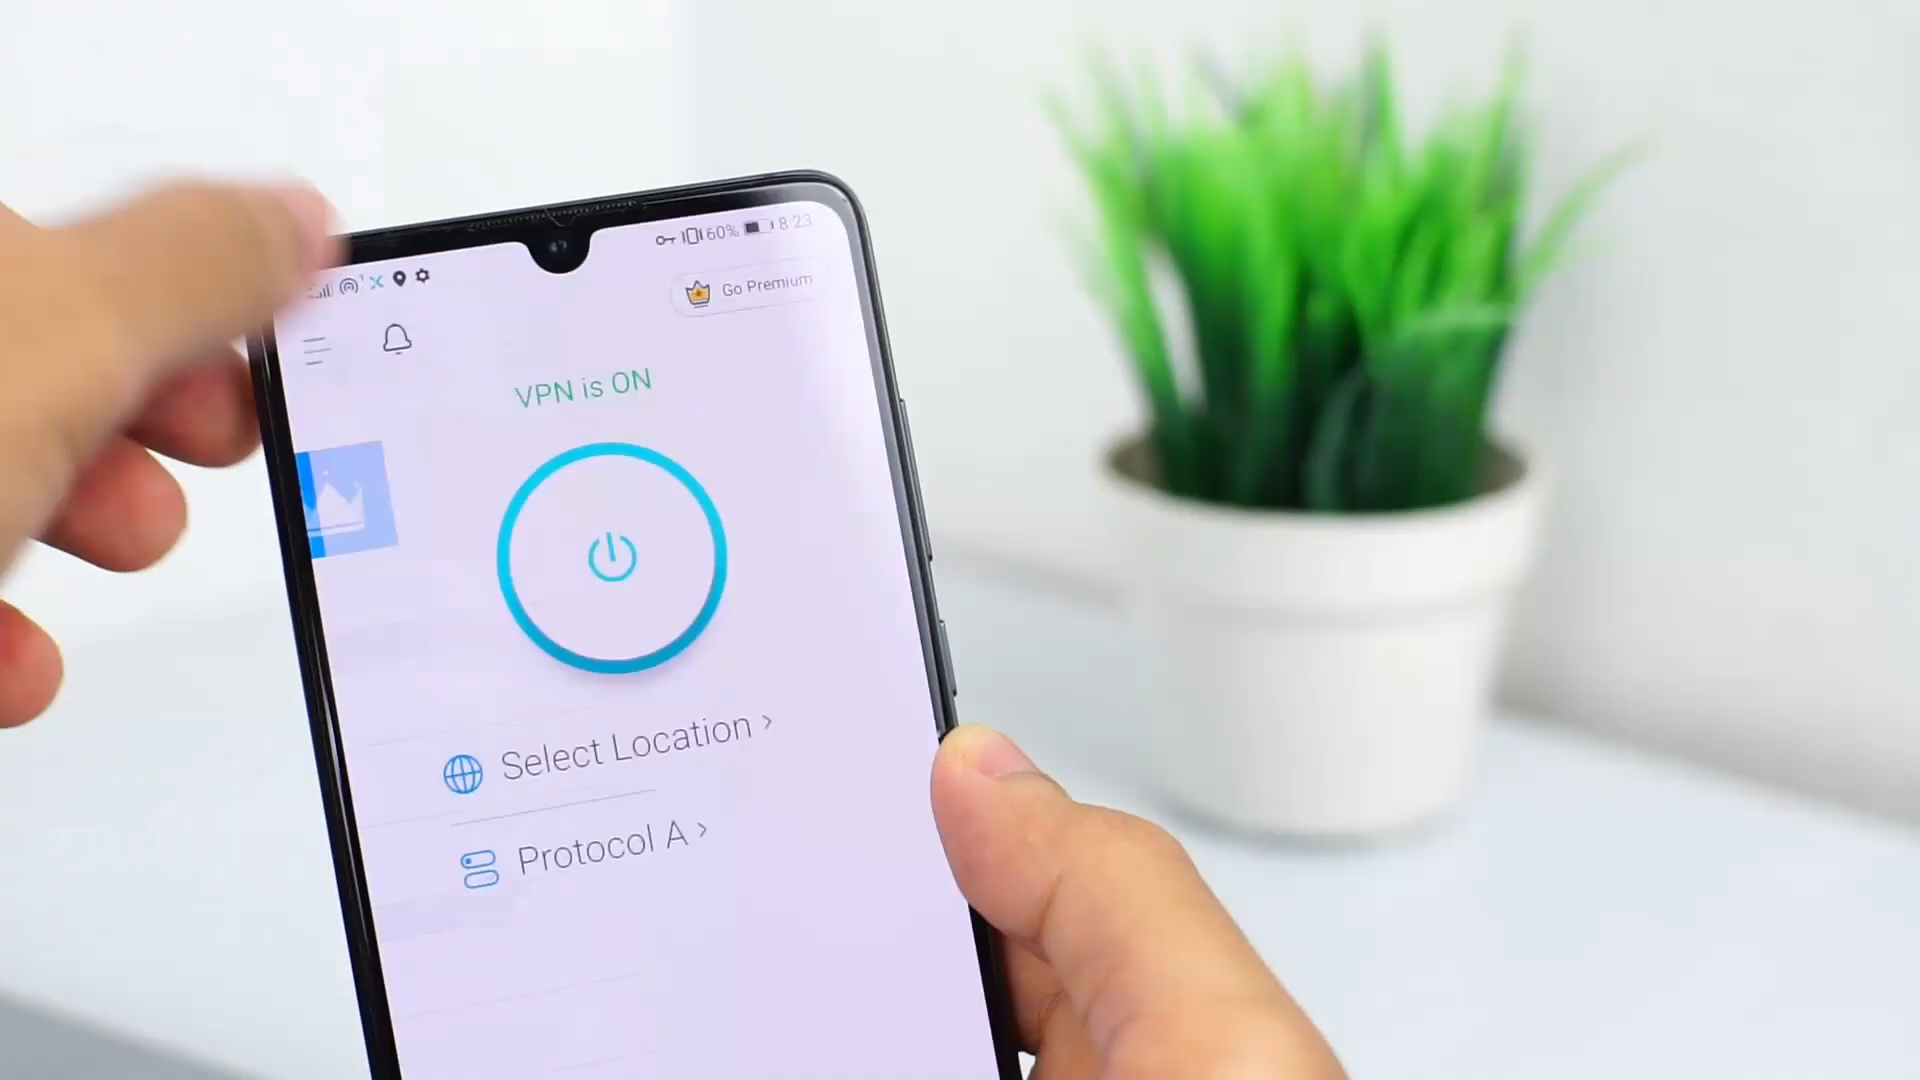 60% 8:23
Go Premium
VPN is ON
Select Location >
Protocol A >